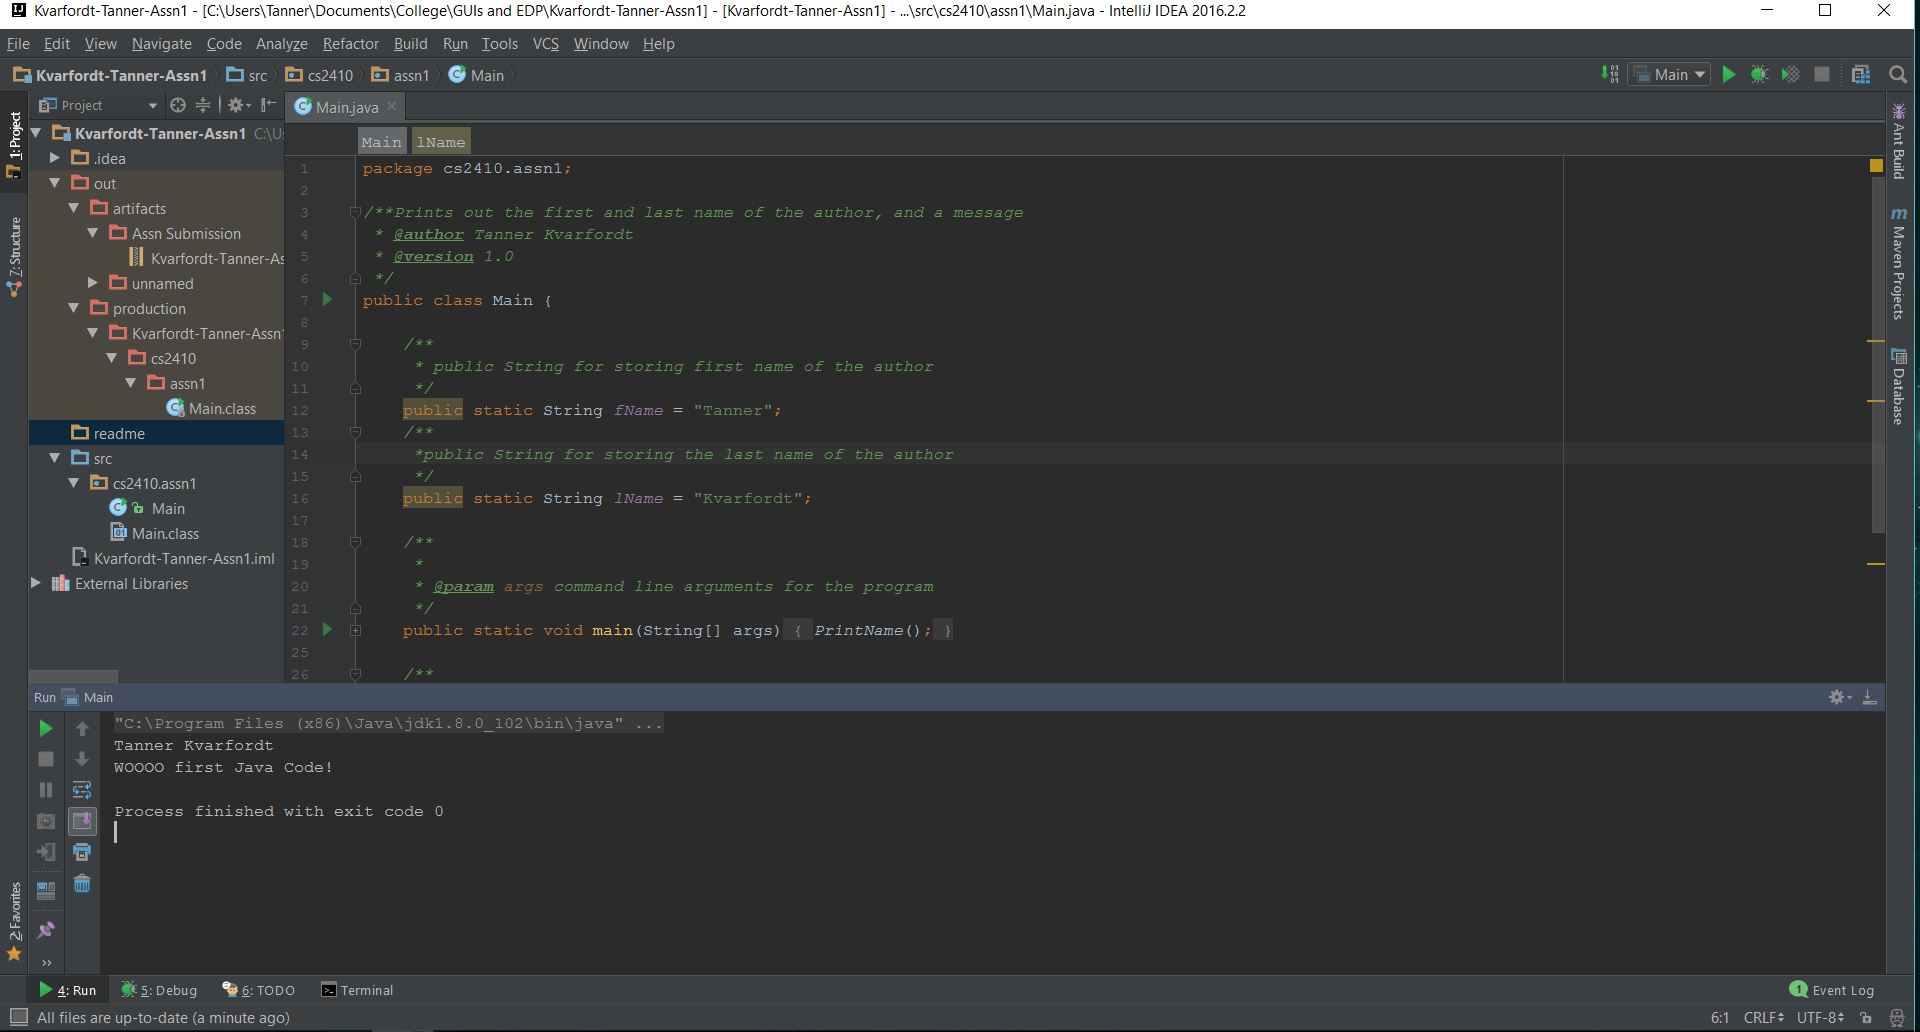 Kvarfordt-Tanner-Assn1 - [C:\Users\Tanner\Documents\College\GUIs and EDP\Kvarfordt-Tanner-Assn1] - [Kvarfordt-Tanner-Assn1] - ...\src\cs2410\assn1\Main.java - IntelliJ IDEA 2016.2.2
File Edit View Navigate Code Analyze Refactor Build Run Tools VCS Window Help
Kvarfordt-Tanner-Assn1 src cs2410 assn1 Main
Main
Project
Main.java
1: Project
7: Structure
2: Favorites
Kvarfordt-Tanner-Assn1 C:\U
.idea
out
artifacts
Assn Submission
Kvarfordt-Tanner-As
unnamed
production
Kvarfordt-Tanner-Assn
cs2410
assn1
Main.class
readme
src
cs2410.assn1
Main
Main.class
Kvarfordt-Tanner-Assn1.iml
External Libraries
Main lName
1 package cs2410.assn1;
2
3 /**Prints out the first and last name of the author, and a message
4 * @author Tanner Kvarfordt
5 * @version 1.0
6 */
7 public class Main {
8
9 /**
10 * public String for storing first name of the author
11 */
12 public static String fName = "Tanner";
13 /**
14 *public String for storing the last name of the author
15 */
16 public static String lName = "Kvarfordt";
17
18 /**
19 *
20 * @param args command line arguments for the program
21 */
22 public static void main(String[] args) { PrintName(); }
25
26 /**
Ant Build
m Maven Projects
Database
Run Main
"C:\Program Files (x86)\Java\jdk1.8.0_102\bin\java" ...
Tanner Kvarfordt
WOOOO first Java Code!
Process finished with exit code 0
4: Run 5: Debug 6: TODO Terminal
1 Event Log
All files are up-to-date (a minute ago)
6:1 CRLF UTF-8